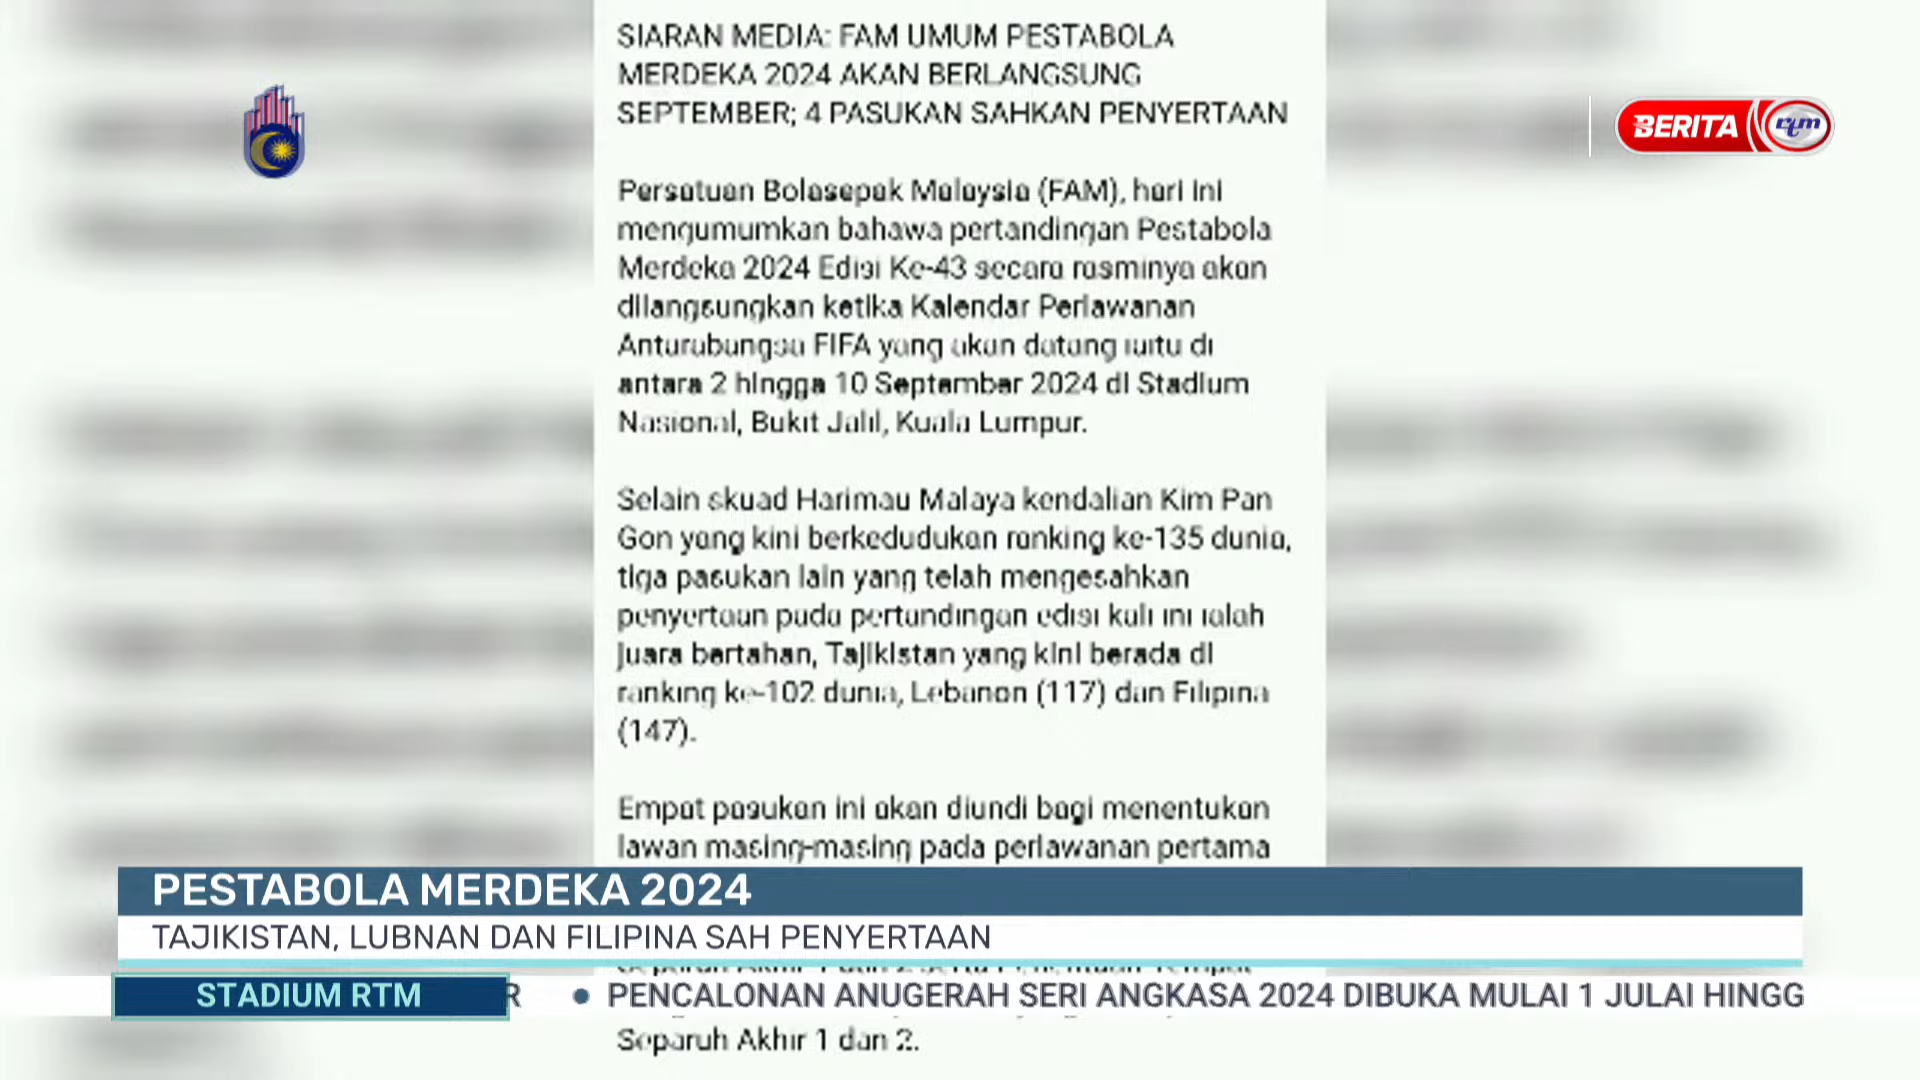 SIARAN MEDIA: FAM UMUM PESTABOLA
MERDEKA 2024 AKAN BERLANGSUNG
SEPTEMBER; 4 PASUKAN SAHKAN PENYERTAAN
BERITA rtm
Persatuan Bolasepak Malaysia (FAM), hari ini
mengumumkan bahawa pertandingan Pestabola
Merdeka 2024 Edisi Ke-43 secara rasminya akan
dilangsungkan ketika Kalendar Perlawanan
Antarabangsa FIFA yang akan datang iaitu di
antara 2 hingga 10 September 2024 di Stadium
Nasional, Bukit Jalil, Kuala Lumpur.
Selain skuad Harimau Malaya kendalian Kim Pan
Gon yang kini berkedudukan ranking ke-135 dunia,
tiga pasukan lain yang telah mengesahkan
penyertaan pada pertandingan edisi kali ini ialah
juara bertahan, Tajikistan yang kini berada di
ranking ke-102 dunia, Lebanon (117) dan Filipina
(147).
Empat pasukan ini akan diundi bagi menentukan
lawan masing-masing pada perlawanan pertama
PESTABOLA MERDEKA 2024
TAJIKISTAN, LUBNAN DAN FILIPINA SAH PENYERTAAN
STADIUM RTM
R • PENCALONAN ANUGERAH SERI ANGKASA 2024 DIBUKA MULAI 1 JULAI HINGG
Separuh Akhir 1 dan 2.